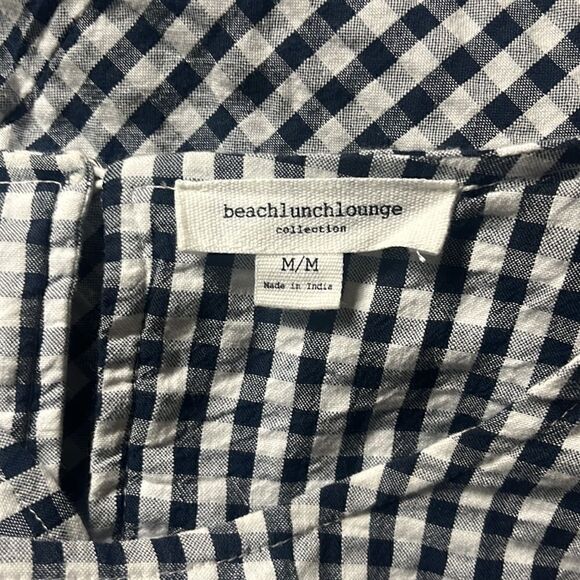 beachlunchlounge
collection
M/M
Made in India